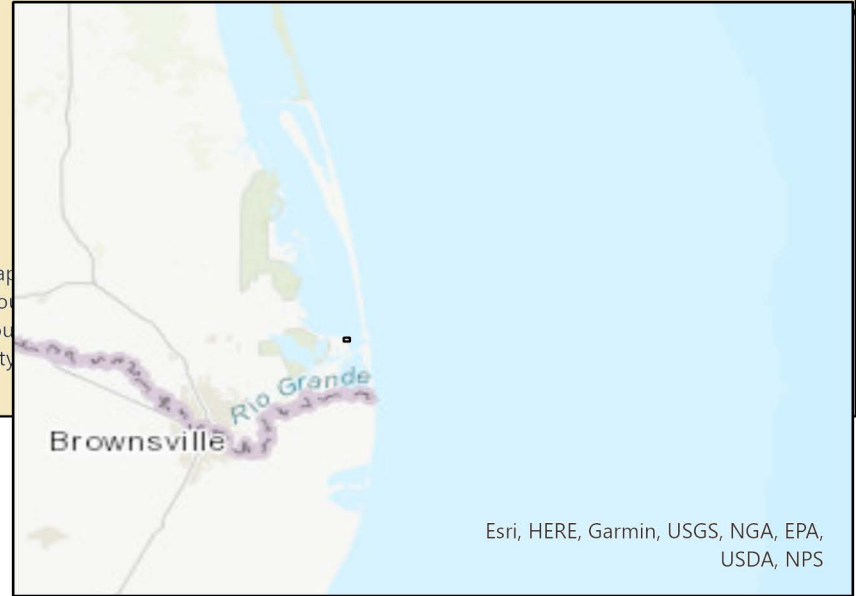 Rio Grande
Brownsville
Esri, HERE, Garmin, USGS, NGA, EPA,
USDA, NPS